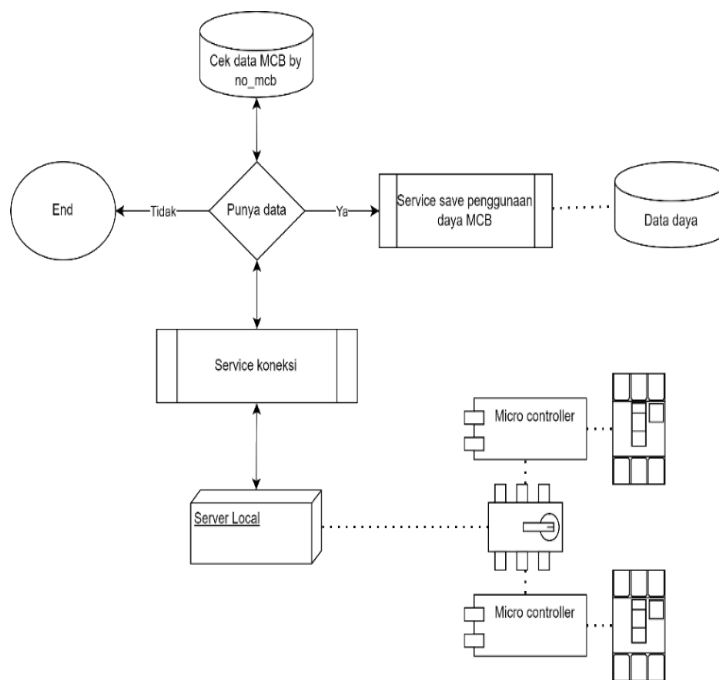 Cek data MCB by
no_mcb
End
Tidak
Punya data
Ya
Service save penggunaan
daya MCB
Data daya
Service koneksi
Micro controller
Server Local
Micro controller